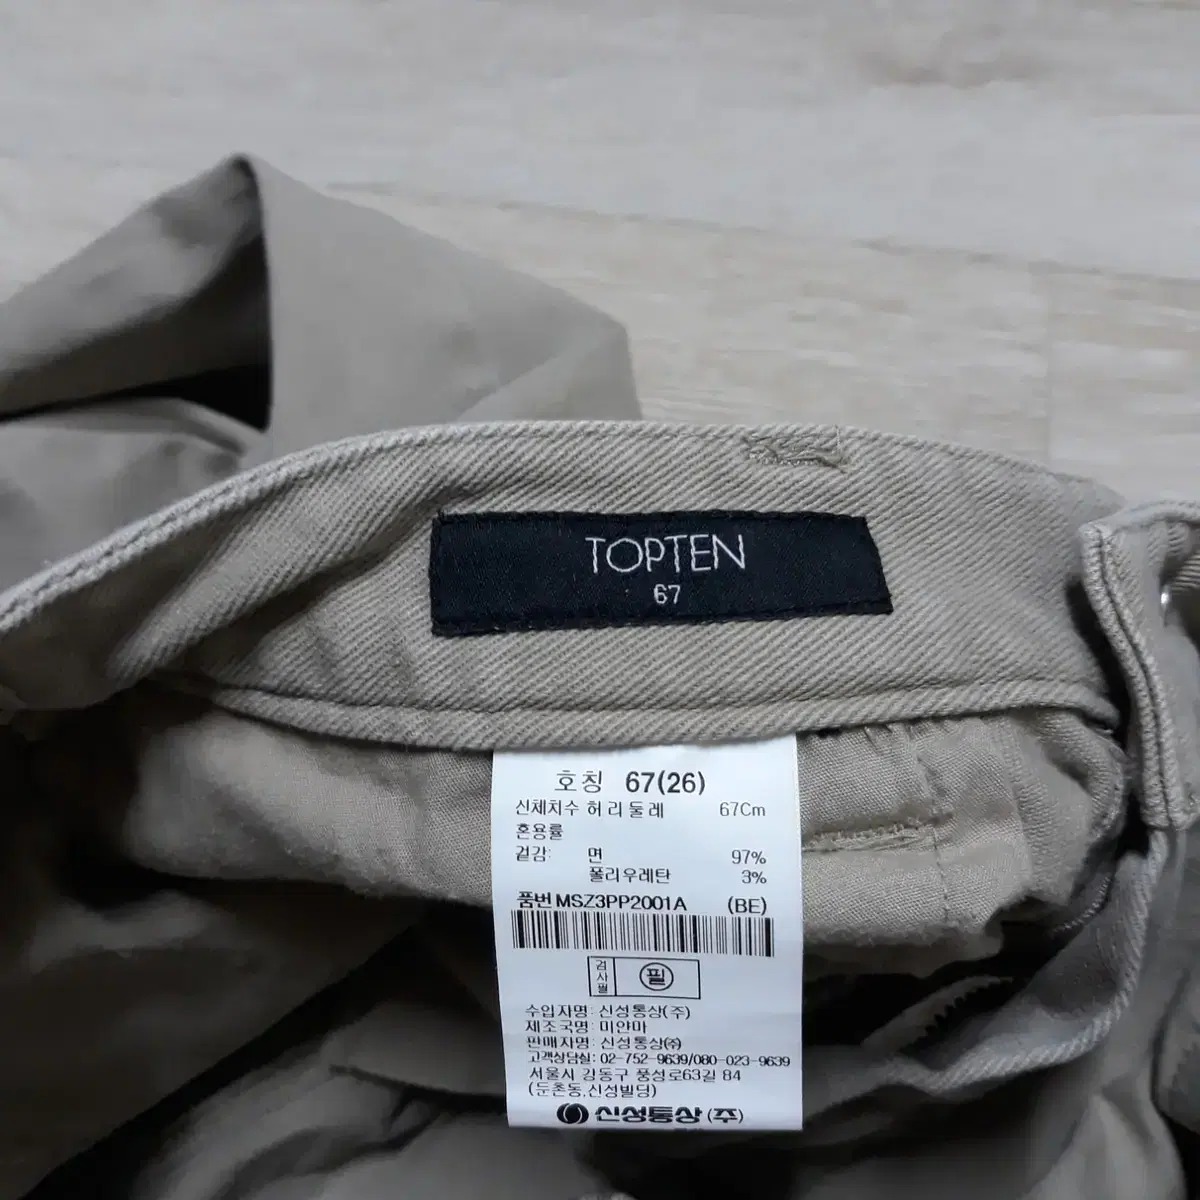 TOPTEN
67
호칭 67(26)
신체치수 허리둘레 67Cm
혼용률
겉감: 면 97%
폴리우레탄 3%
품번 MSZ3PP2001A (BE)
검사필 필
수입자명: 신성통상(주)
제조국명: 미얀마
판매자명: 신성통상㈜
고객상담실: 02-752-9639/080-023-9639
서울시 강동구 풍성로63길 84
(둔촌동,신성빌딩)
신성통상(주)